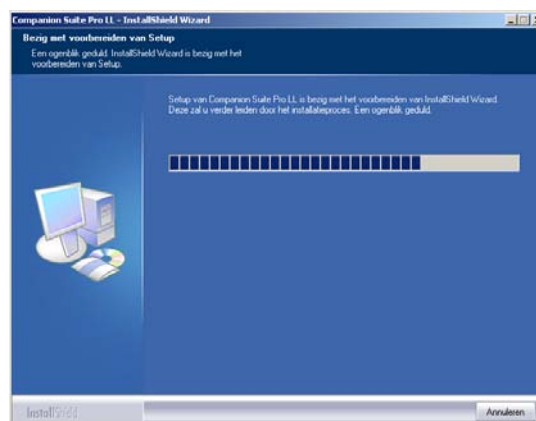 Companion Suite Pro LL - InstallShield Wizard
Bezig met voorbereiden van Setup
Een ogenblik geduld. InstallShield Wizard is bezig met het
voorbereiden van Setup.
Setup van Companion Suite Pro LL is bezig met het voorbereiden van InstallShield Wizard.
Deze zal u verder leiden door het installatieproces. Een ogenblik geduld.
InstallShield
Annuleren